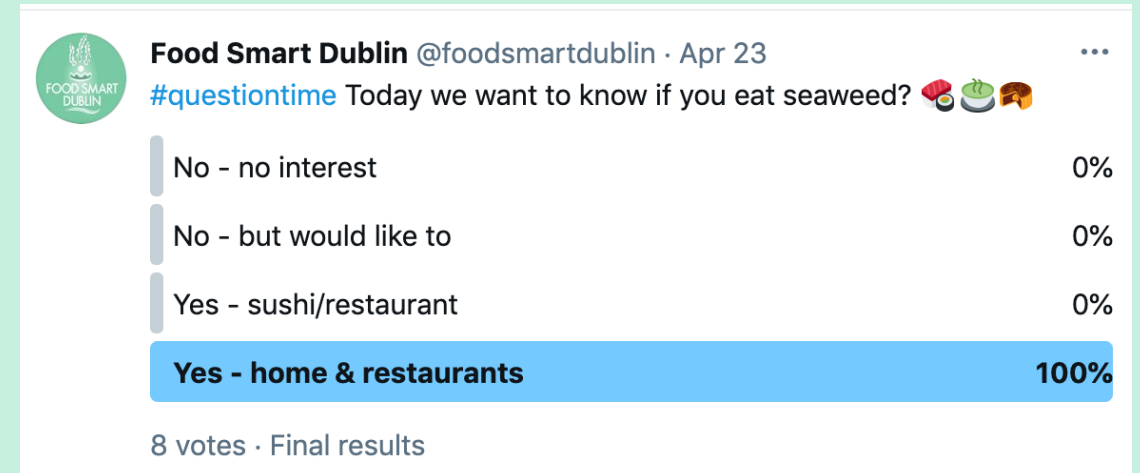 FOOD SMART
DUBLIN
Food Smart Dublin @foodsmartdublin · Apr 23
#questiontime Today we want to know if you eat seaweed? 🍣🍵🥮
No - no interest 0%
No - but would like to 0%
Yes - sushi/restaurant 0%
Yes - home & restaurants 100%
8 votes · Final results